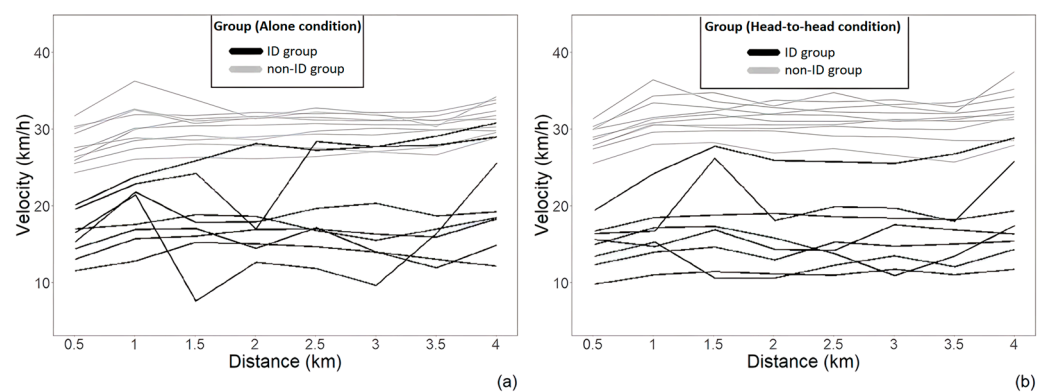 Group (Alone condition)
ID group
non-ID group
Velocity (km/h)
40
30
20
10
0.5 1 1.5 2 2.5 3 3.5 4
Distance (km)
(a)
Group (Head-to-head condition)
ID group
non-ID group
Velocity (km/h)
40
30
20
10
0.5 1 1.5 2 2.5 3 3.5 4
Distance (km)
(b)